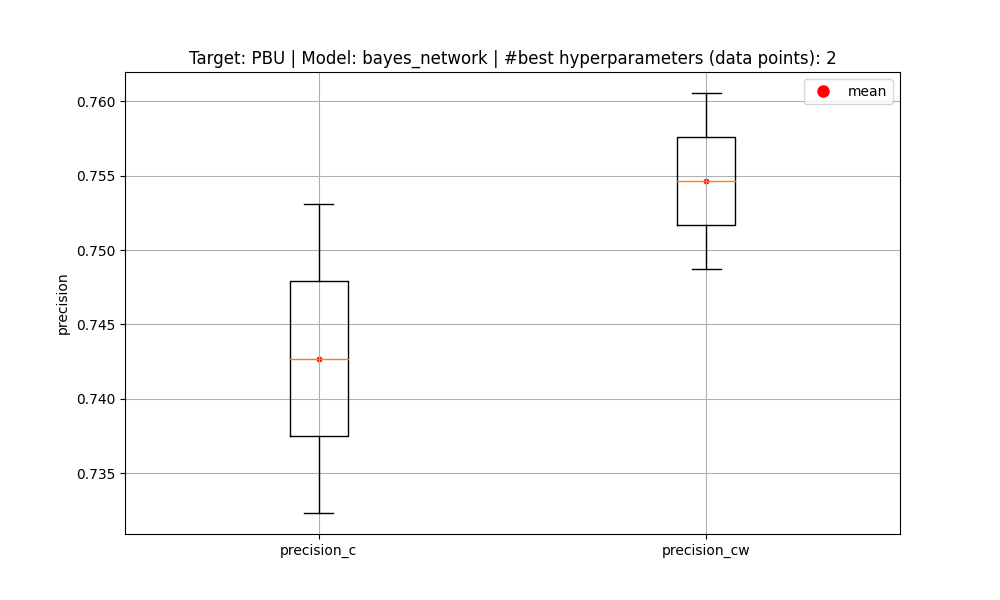 Target: PBU | Model: bayes_network | #best hyperparameters (data points): 2
mean
0.760
0.755
0.750
0.745
0.740
0.735
precision
precision_c
precision_cw